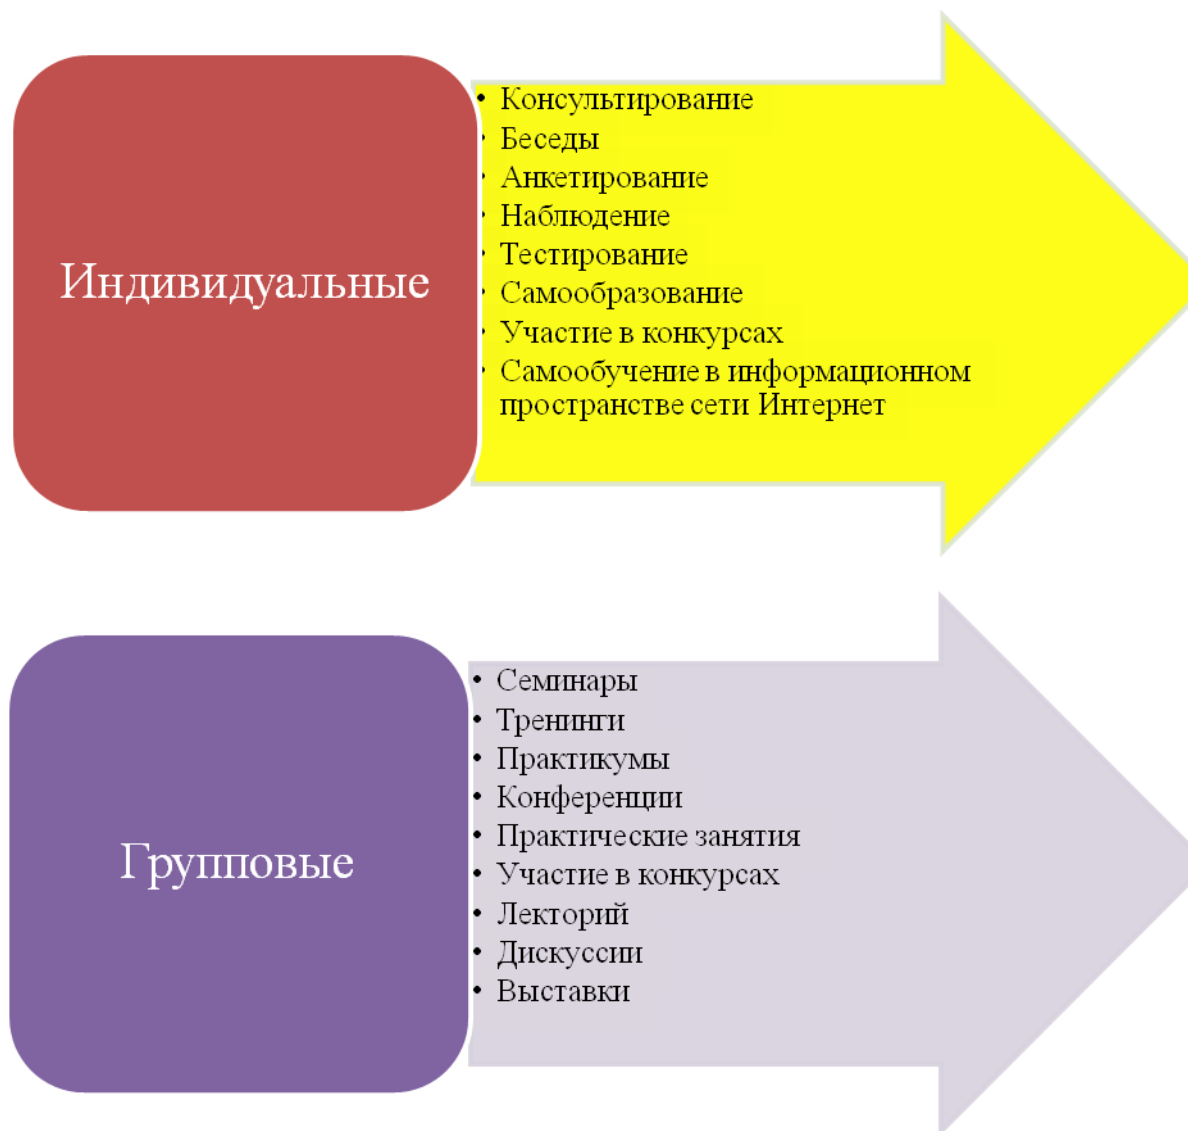 Индивидуальные
• Консультирование
• Беседы
• Анкетирование
• Наблюдение
• Тестирование
• Самообразование
• Участие в конкурсах
• Самообучение в информационном
пространстве сети Интернет
Групповые
• Семинары
• Тренинги
• Практикумы
• Конференции
• Практические занятия
• Участие в конкурсах
• Лекторий
• Дискуссии
• Выставки